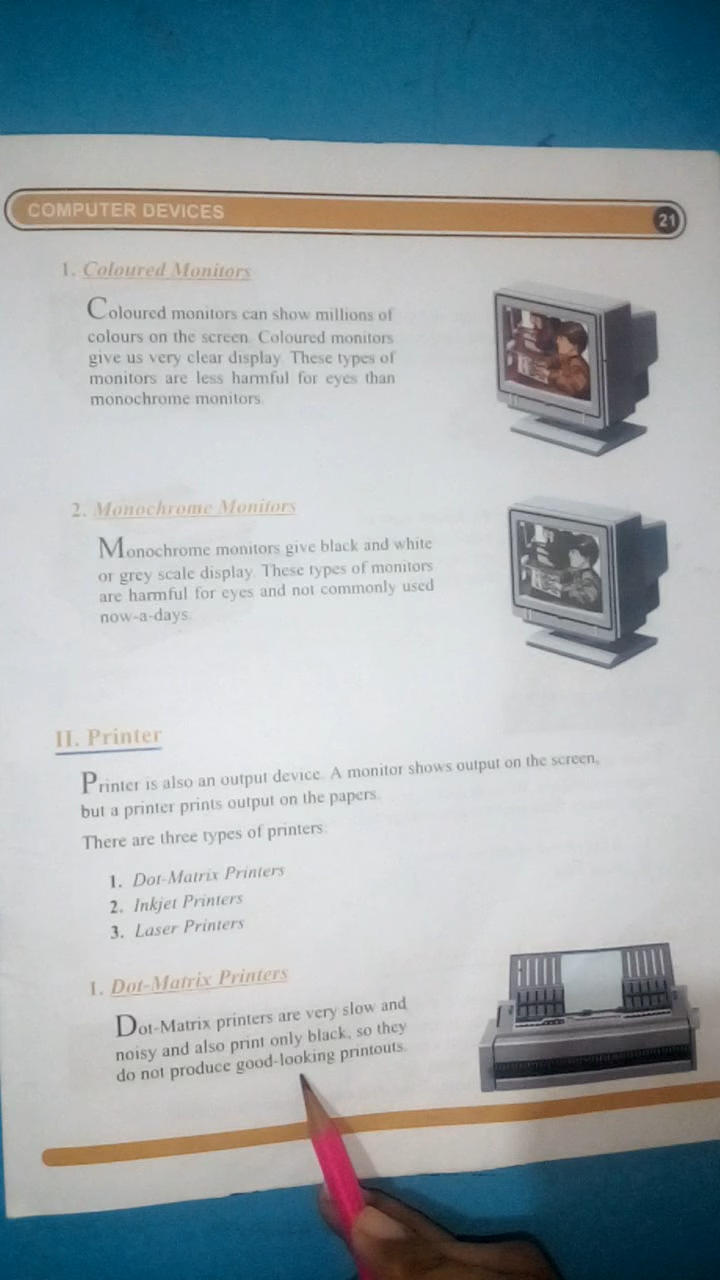 COMPUTER DEVICES
21
1. Coloured Monitors
Coloured monitors can show millions of
colours on the screen. Coloured monitors
give us very clear display. These types of
monitors are less harmful for eyes than
monochrome monitors.
2. Monochrome Monitors
Monochrome monitors give black and white
or grey scale display. These types of monitors
are harmful for eyes and not commonly used
now-a-days.
II. Printer
Printer is also an output device. A monitor shows output on the screen,
but a printer prints output on the papers.
There are three types of printers:
1. Dot-Matrix Printers
2. Inkjet Printers
3. Laser Printers
1. Dot-Matrix Printers
Dot-Matrix printers are very slow and
noisy and also print only black, so they
do not produce good-looking printouts.